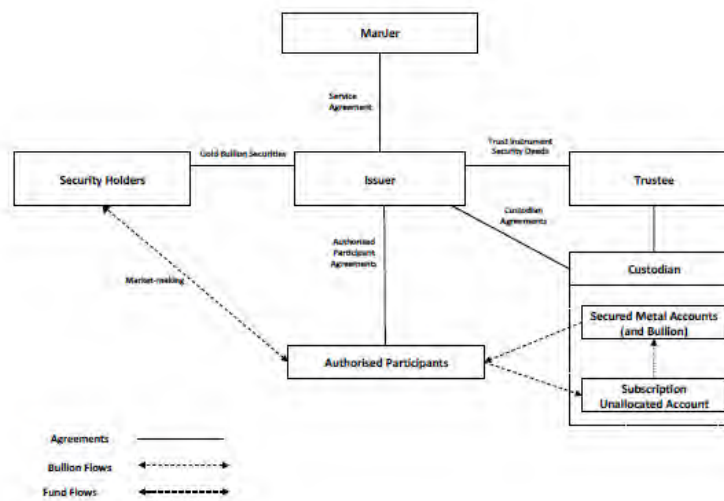 ManJer
Service
Agreement
Gold Bullion Securities
Trust Instrument
Security Deeds
Security Holders
Issuer
Trustee
Custodian
Agreements
Authorised
Participant
Agreements
Custodian
Market-making
Secured Metal Accounts
(and Bullion)
Authorised Participants
Subscription
Unallocated Account
Agreements
Bullion Flows
Fund Flows